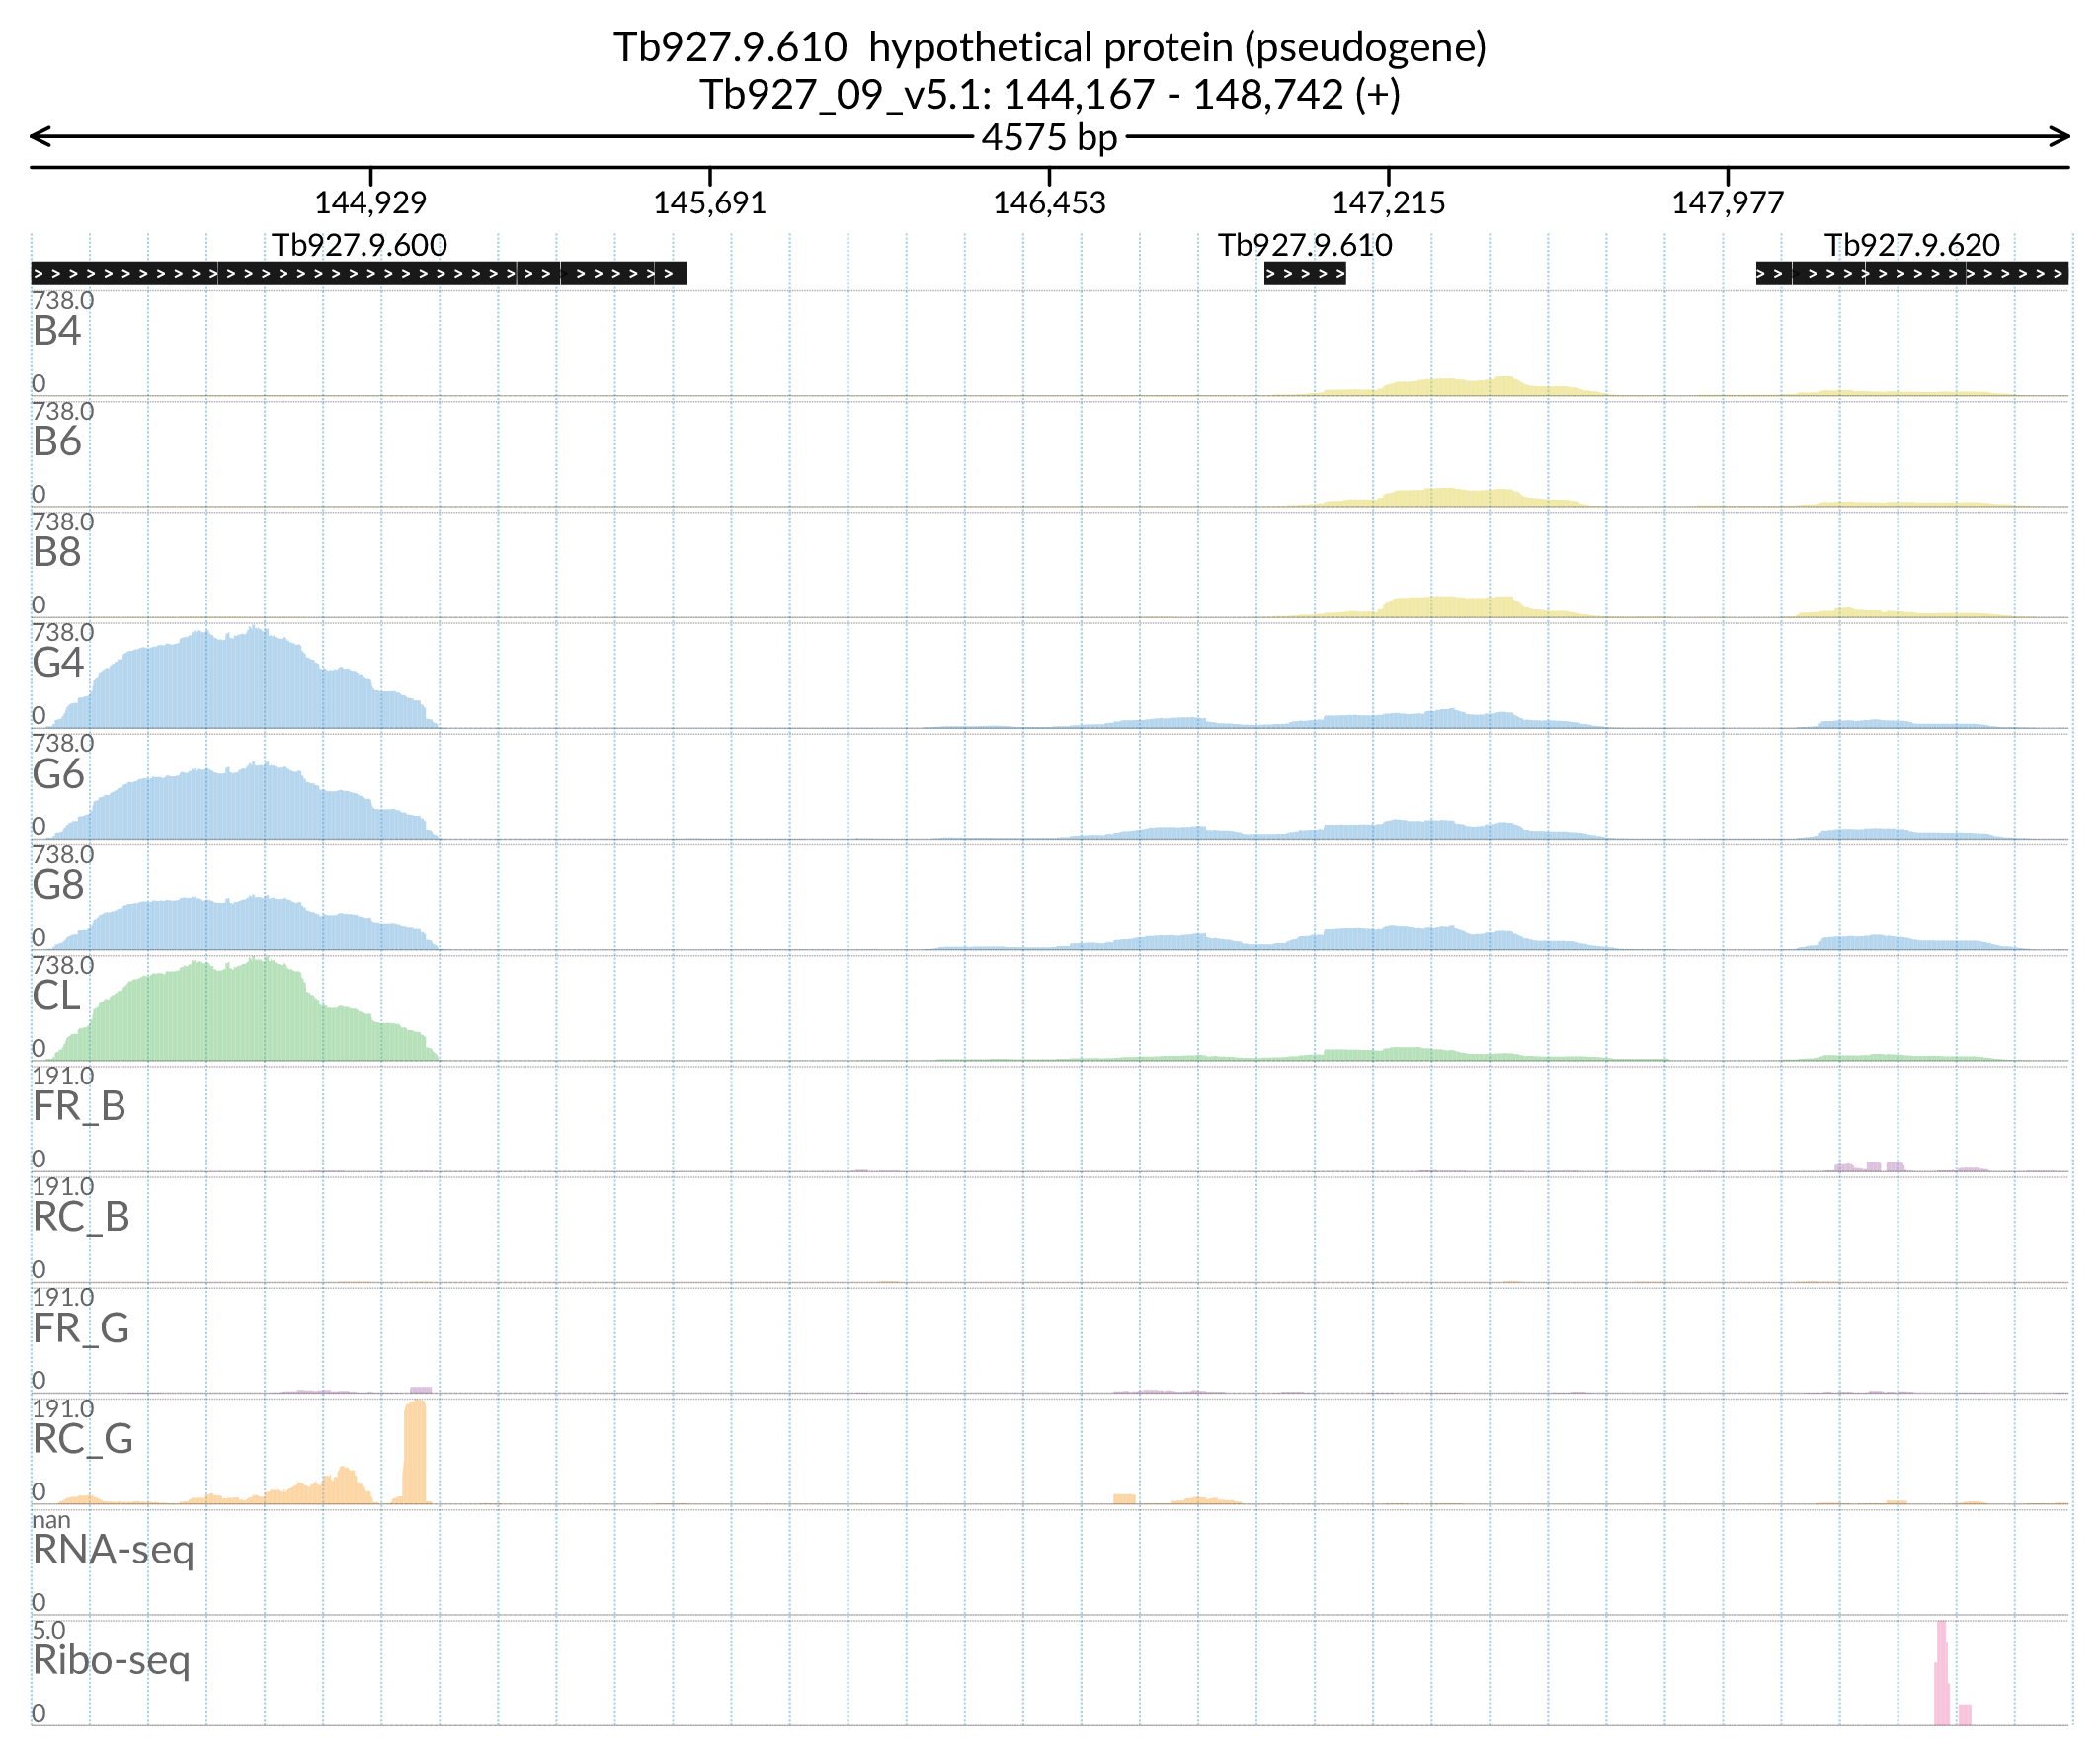 Tb927.9.610  hypothetical protein (pseudogene)
Tb927_09_v5.1: 144,167 - 148,742 (+)
4575 bp
144,929 145,691 146,453 147,215 147,977
Tb927.9.600 Tb927.9.610 Tb927.9.620
738.0
B4
0
738.0
B6
0
738.0
B8
0
738.0
G4
0
738.0
G6
0
738.0
G8
0
738.0
CL
0
191.0
FR_B
0
191.0
RC_B
0
191.0
FR_G
0
191.0
RC_G
0
nan
RNA-seq
0
5.0
Ribo-seq
0